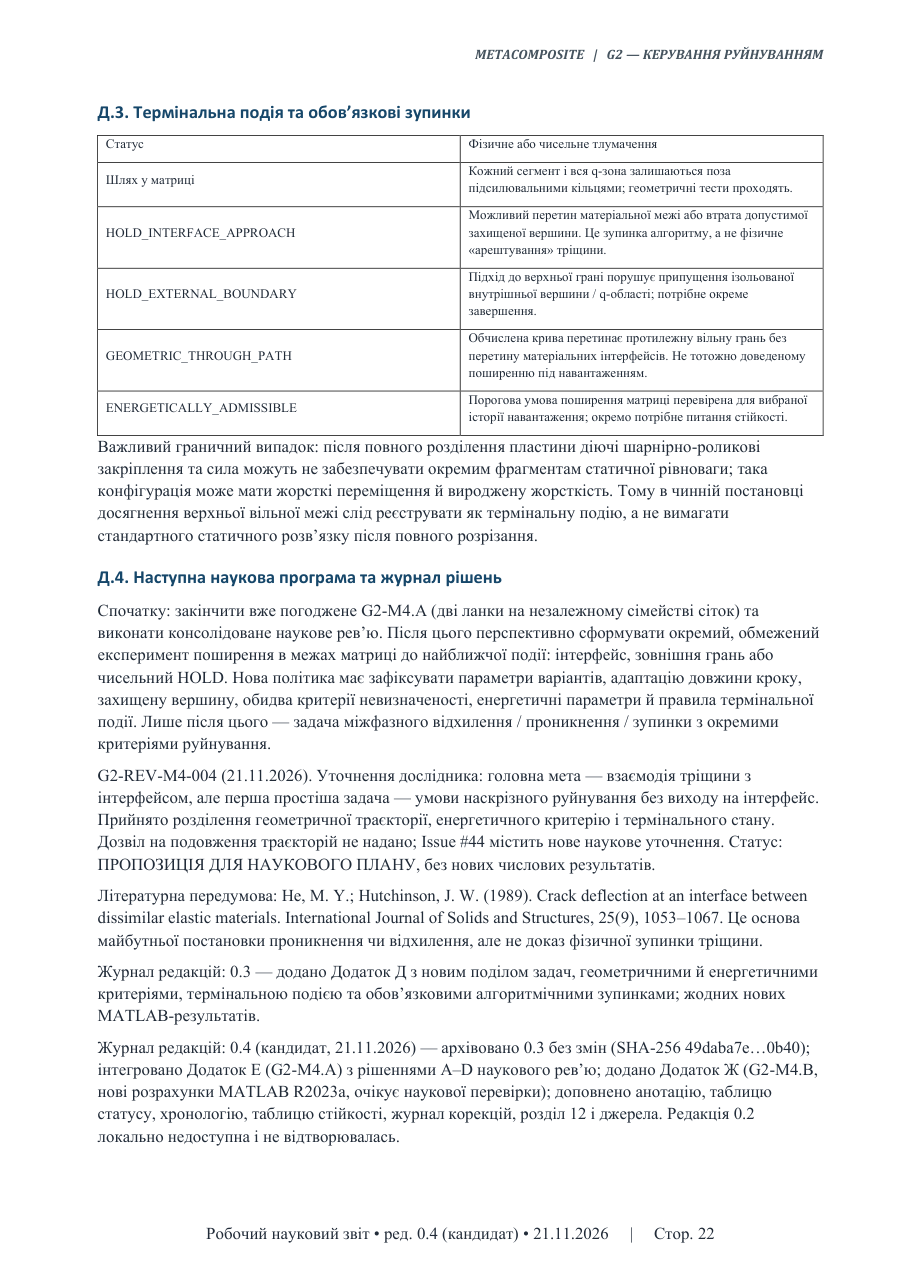 METACOMPOSITE | G2 — КЕРУВАННЯ РУЙНУВАННЯМ
Д.3. Термінальна подія та обов’язкові зупинки
Статус
Фізичне або чисельне тлумачення
Шлях у матриці
Кожний сегмент і вся q-зона залишаються поза
підсилювальними кільцями; геометричні тести проходять.
HOLD_INTERFACE_APPROACH
Можливий перетин матеріальної межі або втрата допустимої
захищеної вершини. Це зупинка алгоритму, а не фізичне
«арештування» тріщини.
HOLD_EXTERNAL_BOUNDARY
Підхід до верхньої грані порушує припущення ізольованої
внутрішньої вершини / q-області; потрібне окреме
завершення.
GEOMETRIC_THROUGH_PATH
Обчислена крива перетинає протилежну вільну грань без
перетину матеріальних інтерфейсів. Не тотожно доведеному
поширенню під навантаженням.
ENERGETICALLY_ADMISSIBLE
Порогова умова поширення матриці перевірена для вибраної
історії навантаження; окремо потрібне питання стійкості.
Важливий граничний випадок: після повного розділення пластини діючі шарнірно-роликові
закріплення та сила можуть не забезпечувати окремим фрагментам статичної рівноваги; така
конфігурація може мати жорсткі переміщення й вироджену жорсткість. Тому в чинній постановці
досягнення верхньої вільної межі слід реєструвати як термінальну подію, а не вимагати
стандартного статичного розв’язку після повного розрізання.
Д.4. Наступна наукова програма та журнал рішень
Спочатку: закінчити вже погоджене G2-M4.A (дві ланки на незалежному сімействі сіток) та
виконати консолідоване наукове рев’ю. Після цього перспективно сформувати окремий, обмежений
експеримент поширення в межах матриці до найближчої події: інтерфейс, зовнішня грань або
чисельний HOLD. Нова політика має зафіксувати параметри варіантів, адаптацію довжини кроку,
захищену вершину, обидва критерії невизначеності, енергетичні параметри й правила термінальної
події. Лише після цього — задача міжфазного відхилення / проникнення / зупинки з окремими
критеріями руйнування.
G2-REV-M4-004 (21.11.2026). Уточнення дослідника: головна мета — взаємодія тріщини з
інтерфейсом, але перша простіша задача — умови наскрізного руйнування без виходу на інтерфейс.
Прийнято розділення геометричної траєкторії, енергетичного критерію і термінального стану.
Дозвіл на подовження траєкторій не надано; Issue #44 містить нове наукове уточнення. Статус:
ПРОПОЗИЦІЯ ДЛЯ НАУКОВОГО ПЛАНУ, без нових числових результатів.
Літературна передумова: He, M. Y.; Hutchinson, J. W. (1989). Crack deflection at an interface between
dissimilar elastic materials. International Journal of Solids and Structures, 25(9), 1053–1067. Це основа
майбутньої постановки проникнення чи відхилення, але не доказ фізичної зупинки тріщини.
Журнал редакцій: 0.3 — додано Додаток Д з новим поділом задач, геометричними й енергетичними
критеріями, термінальною подією та обов’язковими алгоритмічними зупинками; жодних нових
MATLAB-результатів.
Журнал редакцій: 0.4 (кандидат, 21.11.2026) — архівовано 0.3 без змін (SHA-256 49daba7e…0b40);
інтегровано Додаток Е (G2-M4.A) з рішеннями A–D наукового рев’ю; додано Додаток Ж (G2-M4.B,
нові розрахунки MATLAB R2023a, очікує наукової перевірки); доповнено анотацію, таблицю
статусу, хронологію, таблицю стійкості, журнал корекцій, розділ 12 і джерела. Редакція 0.2
локально недоступна і не відтворювалась.
Робочий науковий звіт • ред. 0.4 (кандидат) • 21.11.2026 | Стор. 22